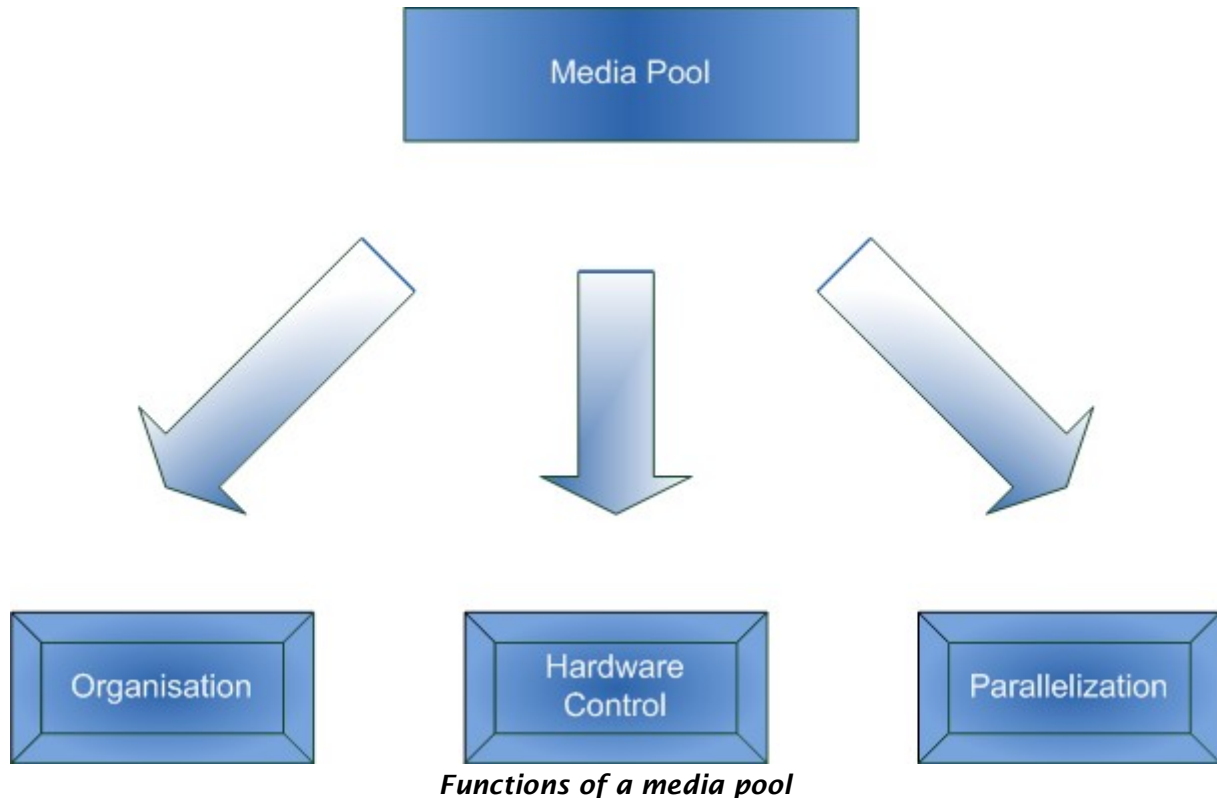 Media Pool
Organisation
Hardware
Control
Parallelization
Functions of a media pool